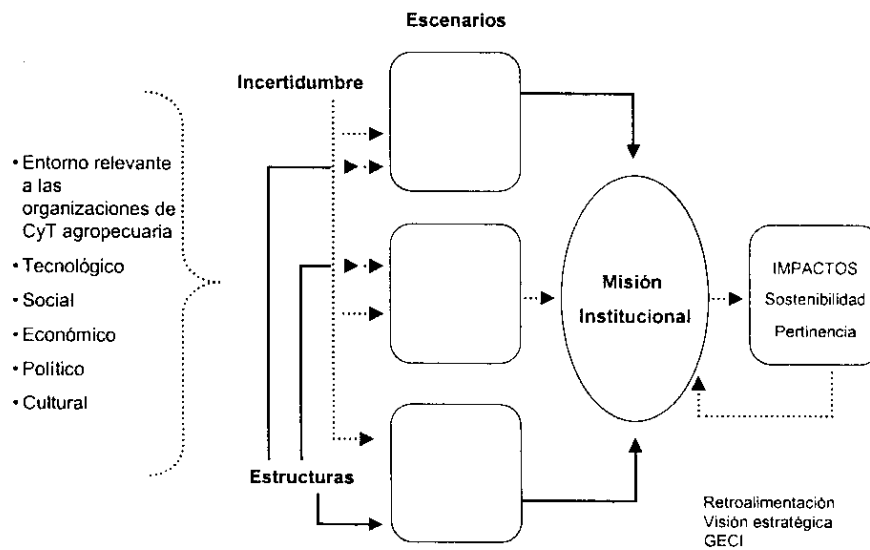 Escenarios
Incertidumbre
• Entorno relevante
a las
organizaciones de
CyT agropecuaria
• Tecnológico
• Social
• Económico
• Político
• Cultural
Estructuras
Misión
Institucional
IMPACTOS
Sostenibilidad
Pertinencia
Retroalimentación
Visión estratégica
GECI